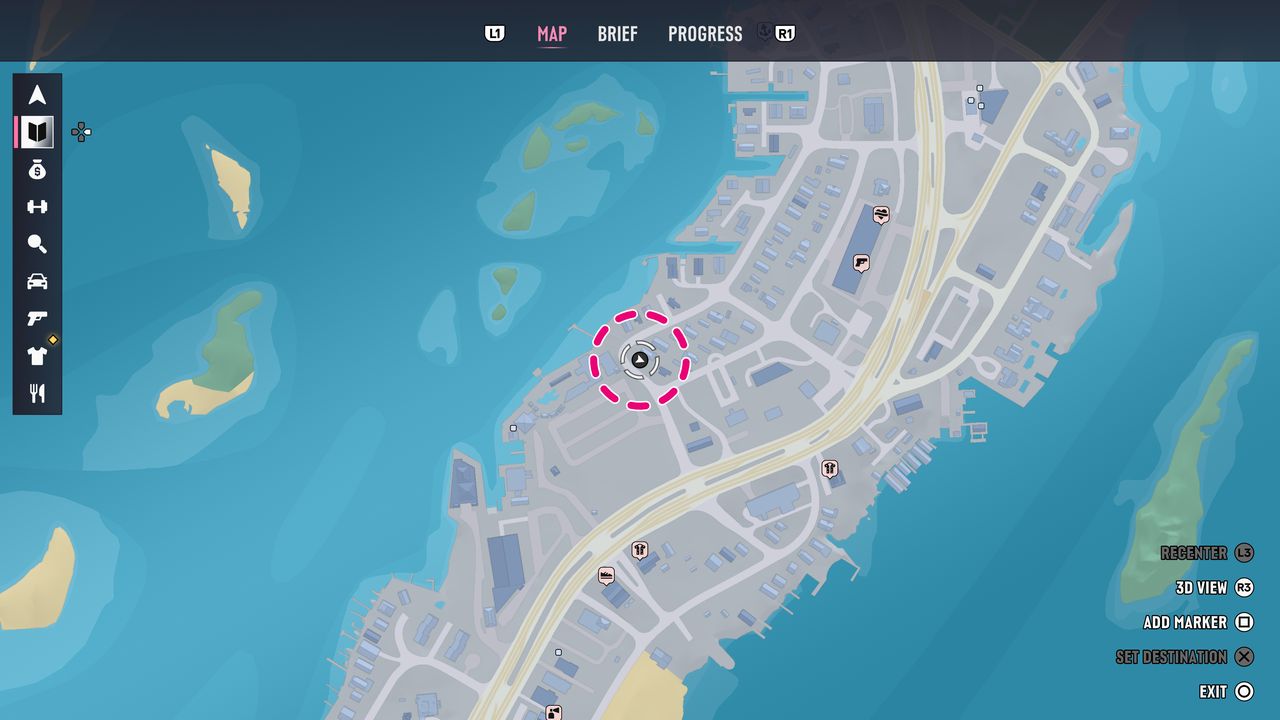 L1 MAP BRIEF PROGRESS R1
RECENTER L3
3D VIEW R3
ADD MARKER
SET DESTINATION
EXIT